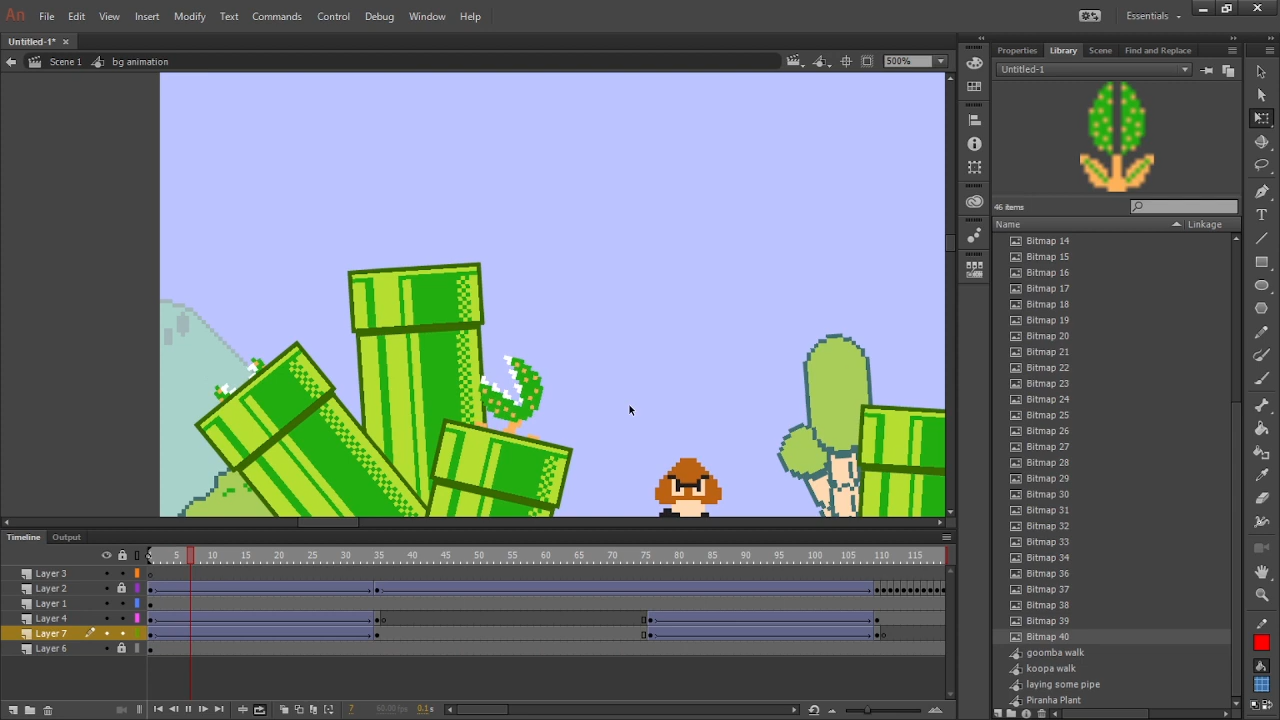 An File Edit View Insert Modify Text Commands Control Debug Window Help Essentials
Untitled-1* ×
Scene 1 bg animation 500%
Properties Library Scene Find and Replace
Untitled-1
46 items
Name Linkage
Bitmap 14
Bitmap 15
Bitmap 16
Bitmap 17
Bitmap 18
Bitmap 19
Bitmap 20
Bitmap 21
Bitmap 22
Bitmap 23
Bitmap 24
Bitmap 25
Bitmap 26
Bitmap 27
Bitmap 28
Bitmap 29
Bitmap 30
Bitmap 31
Bitmap 32
Bitmap 33
Bitmap 34
Bitmap 36
Bitmap 37
Bitmap 38
Bitmap 39
Bitmap 40
goomba walk
koopa walk
laying some pipe
Piranha Plant
Timeline Output
5 10 15 20 25 30 35 40 45 50 55 60 65 70 75 80 85 90 95 100 105 110 115
Layer 3
Layer 2
Layer 1
Layer 4
Layer 7
Layer 6
7 60.00 fps 0.1 s